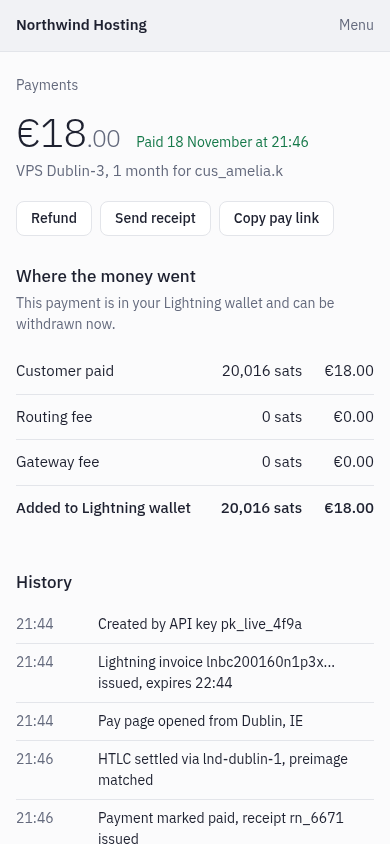 Northwind Hosting
Menu
Payments
€18.00
Paid 18 November at 21:46
VPS Dublin-3, 1 month for cus_amelia.k
Refund
Send receipt
Copy pay link
Where the money went
This payment is in your Lightning wallet and can be
withdrawn now.
Customer paid 20,016 sats €18.00
Routing fee 0 sats €0.00
Gateway fee 0 sats €0.00
Added to Lightning wallet 20,016 sats €18.00
History
21:44 Created by API key pk_live_4f9a
21:44 Lightning invoice lnbc200160n1p3x...
issued, expires 22:44
21:44 Pay page opened from Dublin, IE
21:46 HTLC settled via lnd-dublin-1, preimage
matched
21:46 Payment marked paid, receipt rn_6671
issued